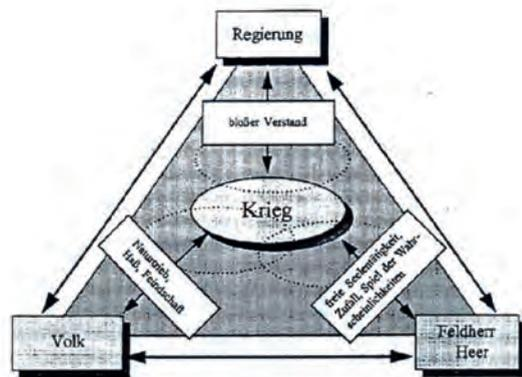 Regierung
bloßer Verstand
Krieg
Naturtrieb,
Haß, Feindschaft
freie Seelentätigkeit,
Zufall, Spiel der Wahr-
scheinlichkeiten
Volk
Feldherr
Heer